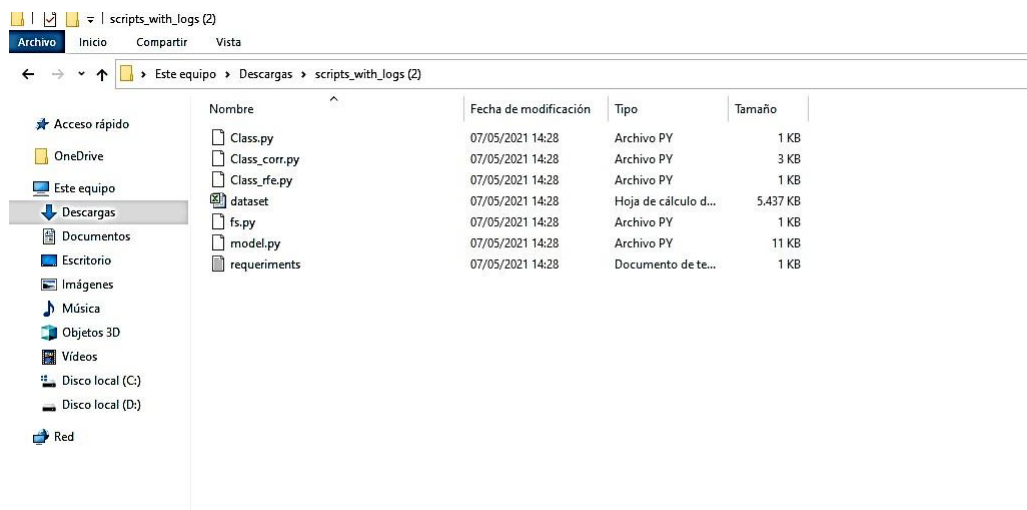 scripts_with_logs (2)
Archivo Inicio Compartir Vista
Este equipo Descargas scripts_with_logs (2)
Nombre Fecha de modificación Tipo Tamaño
Acceso rápido
OneDrive
Este equipo
Descargas
Documentos
Escritorio
Imágenes
Música
Objetos 3D
Vídeos
Disco local (C:)
Disco local (D:)
Red
Class.py 07/05/2021 14:28 Archivo PY 1 KB
Class_corr.py 07/05/2021 14:28 Archivo PY 3 KB
Class_rfe.py 07/05/2021 14:28 Archivo PY 1 KB
dataset 07/05/2021 14:28 Hoja de cálculo d... 5.437 KB
fs.py 07/05/2021 14:28 Archivo PY 1 KB
model.py 07/05/2021 14:28 Archivo PY 11 KB
requeriments 07/05/2021 14:28 Documento de te... 1 KB